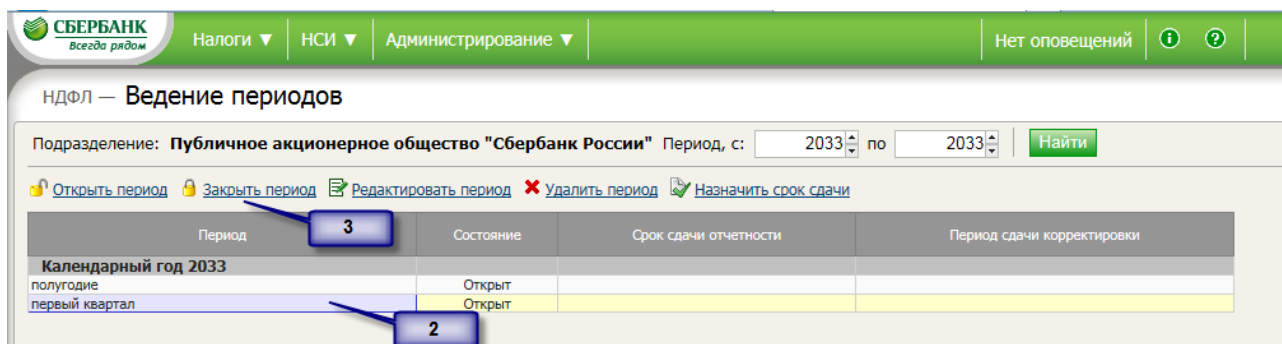 СБЕРБАНК
Всегда рядом
Налоги ▼ НСИ ▼ Администрирование ▼ Нет оповещений
НДФЛ — Ведение периодов
Подразделение: Публичное акционерное общество "Сбербанк России" Период, с: 2033 по 2033 Найти
Открыть период Закрыть период Редактировать период Удалить период Назначить срок сдачи
3
Период Состояние Срок сдачи отчетности Период сдачи корректировки
Календарный год 2033
полугодие Открыт
первый квартал Открыт
2